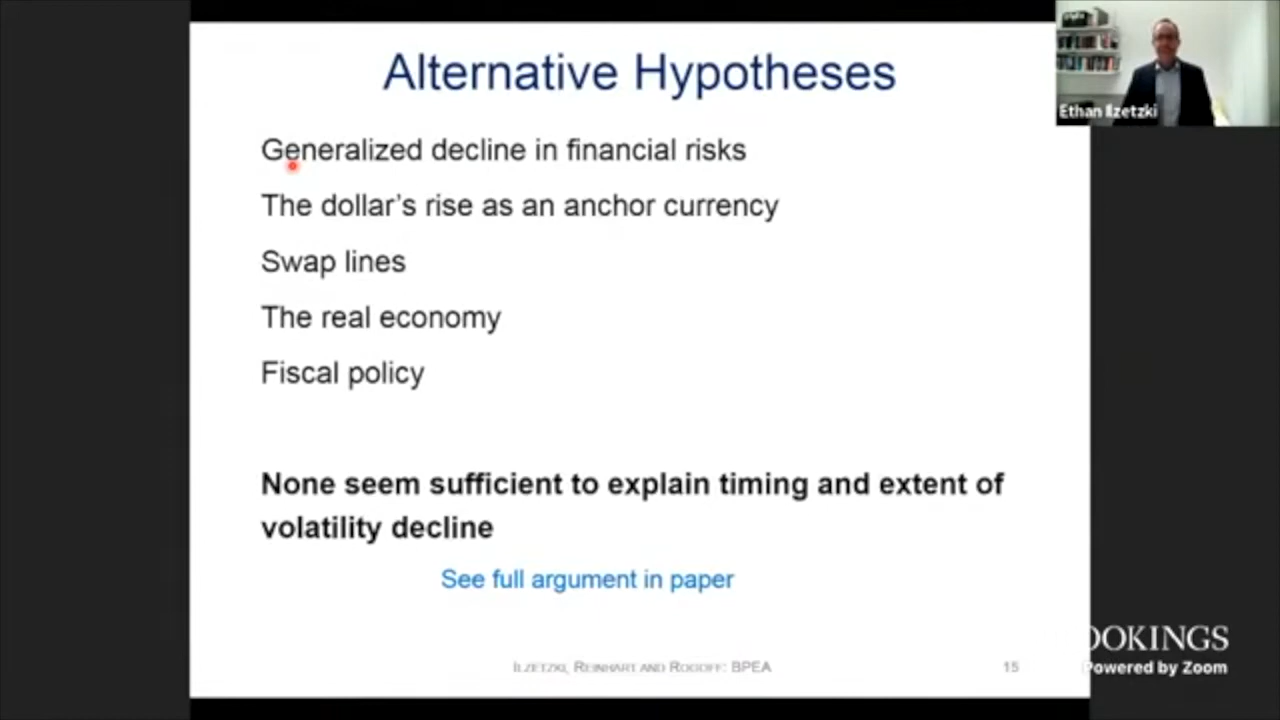 Alternative Hypotheses
Generalized decline in financial risks
The dollar's rise as an anchor currency
Swap lines
The real economy
Fiscal policy
None seem sufficient to explain timing and extent of
volatility decline
See full argument in paper
ILZETZKI, REINHART AND ROGOFF: BPEA
15
Ethan Ilzetzki
OOKINGS
Powered by Zoom